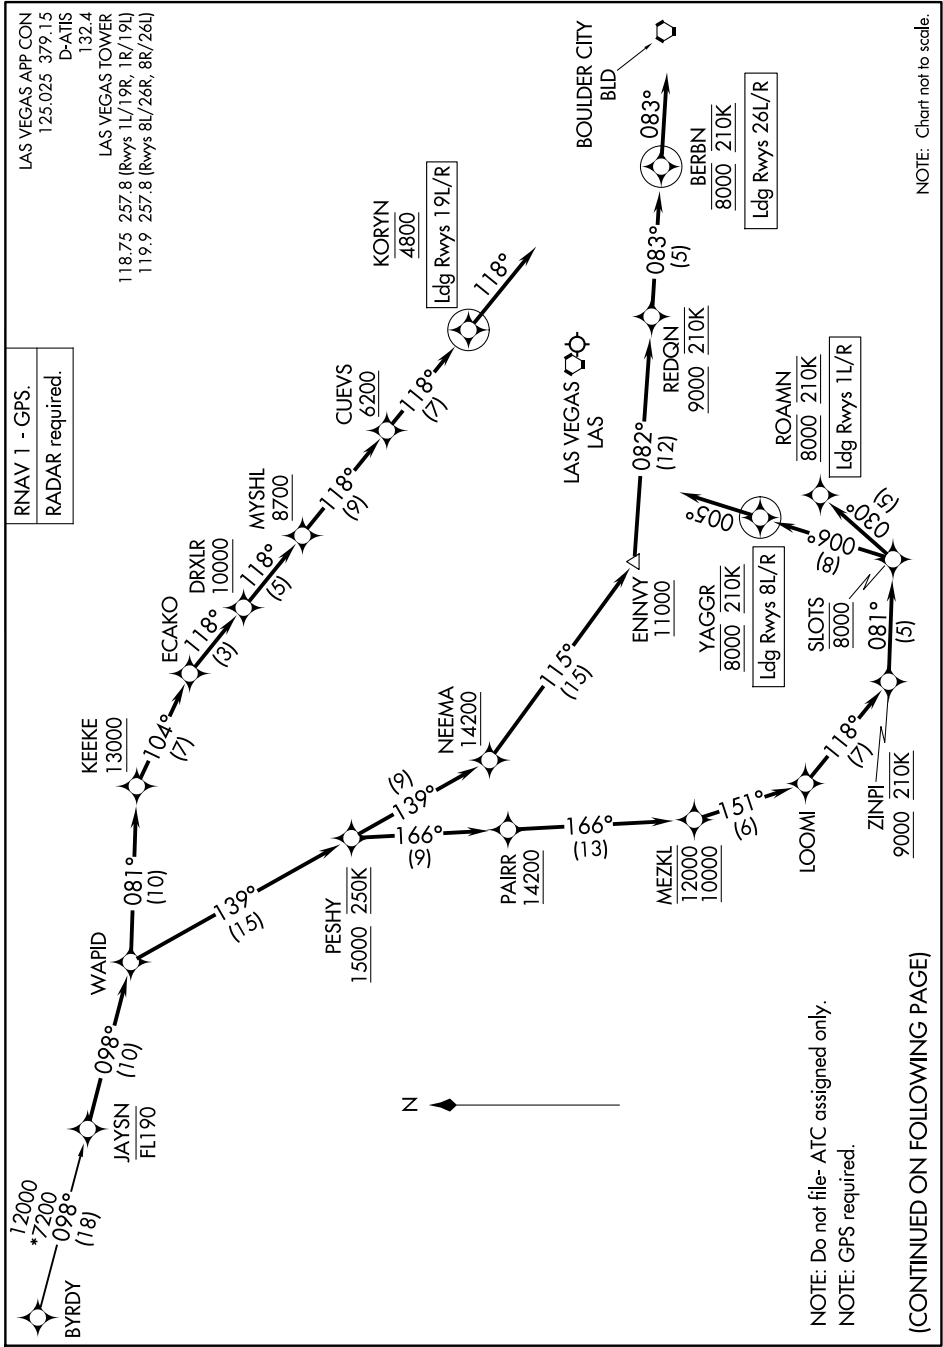 LAS VEGAS APP CON
125.025 379.15
D-ATIS
132.4
LAS VEGAS TOWER
118.75 257.8 (Rwys 1L/19R, 1R/19L)
119.9 257.8 (Rwys 8L/26R, 8R/26L)
RNAV 1 - GPS.
RADAR required.
12000
*7200
098°
(18)
BYRDY
JAYSN
FL190
098°
(10)
WAPID
081°
(10)
KEEKE
13000
104°
(7)
ECAKO
118°
(3)
DRXLR
10000
118°
(5)
MYSHL
8700
118°
(9)
CUEVS
6200
118°
(7)
KORYN
4800
Ldg Rwys 19L/R
118°
139°
(15)
PESHY
15000 250K
139°
(9)
NEEMA
14200
115°
(15)
ENNVY
11000
082°
(12)
LAS VEGAS
LAS
REDQN
9000 210K
083°
(5)
BERBN
8000 210K
Ldg Rwys 26L/R
083°
BOULDER CITY
BLD
166°
(9)
PAIRR
14200
166°
(13)
MEZKL
12000
10000
151°
(6)
LOOMI
118°
(7)
ZINPI
9000 210K
081°
(5)
SLOTS
8000
006°
(8)
YAGGR
8000 210K
Ldg Rwys 8L/R
005°
030°
(5)
ROAMN
8000 210K
Ldg Rwys 1L/R
N
NOTE: Do not file- ATC assigned only.
NOTE: GPS required.
NOTE: Chart not to scale.
(CONTINUED ON FOLLOWING PAGE)